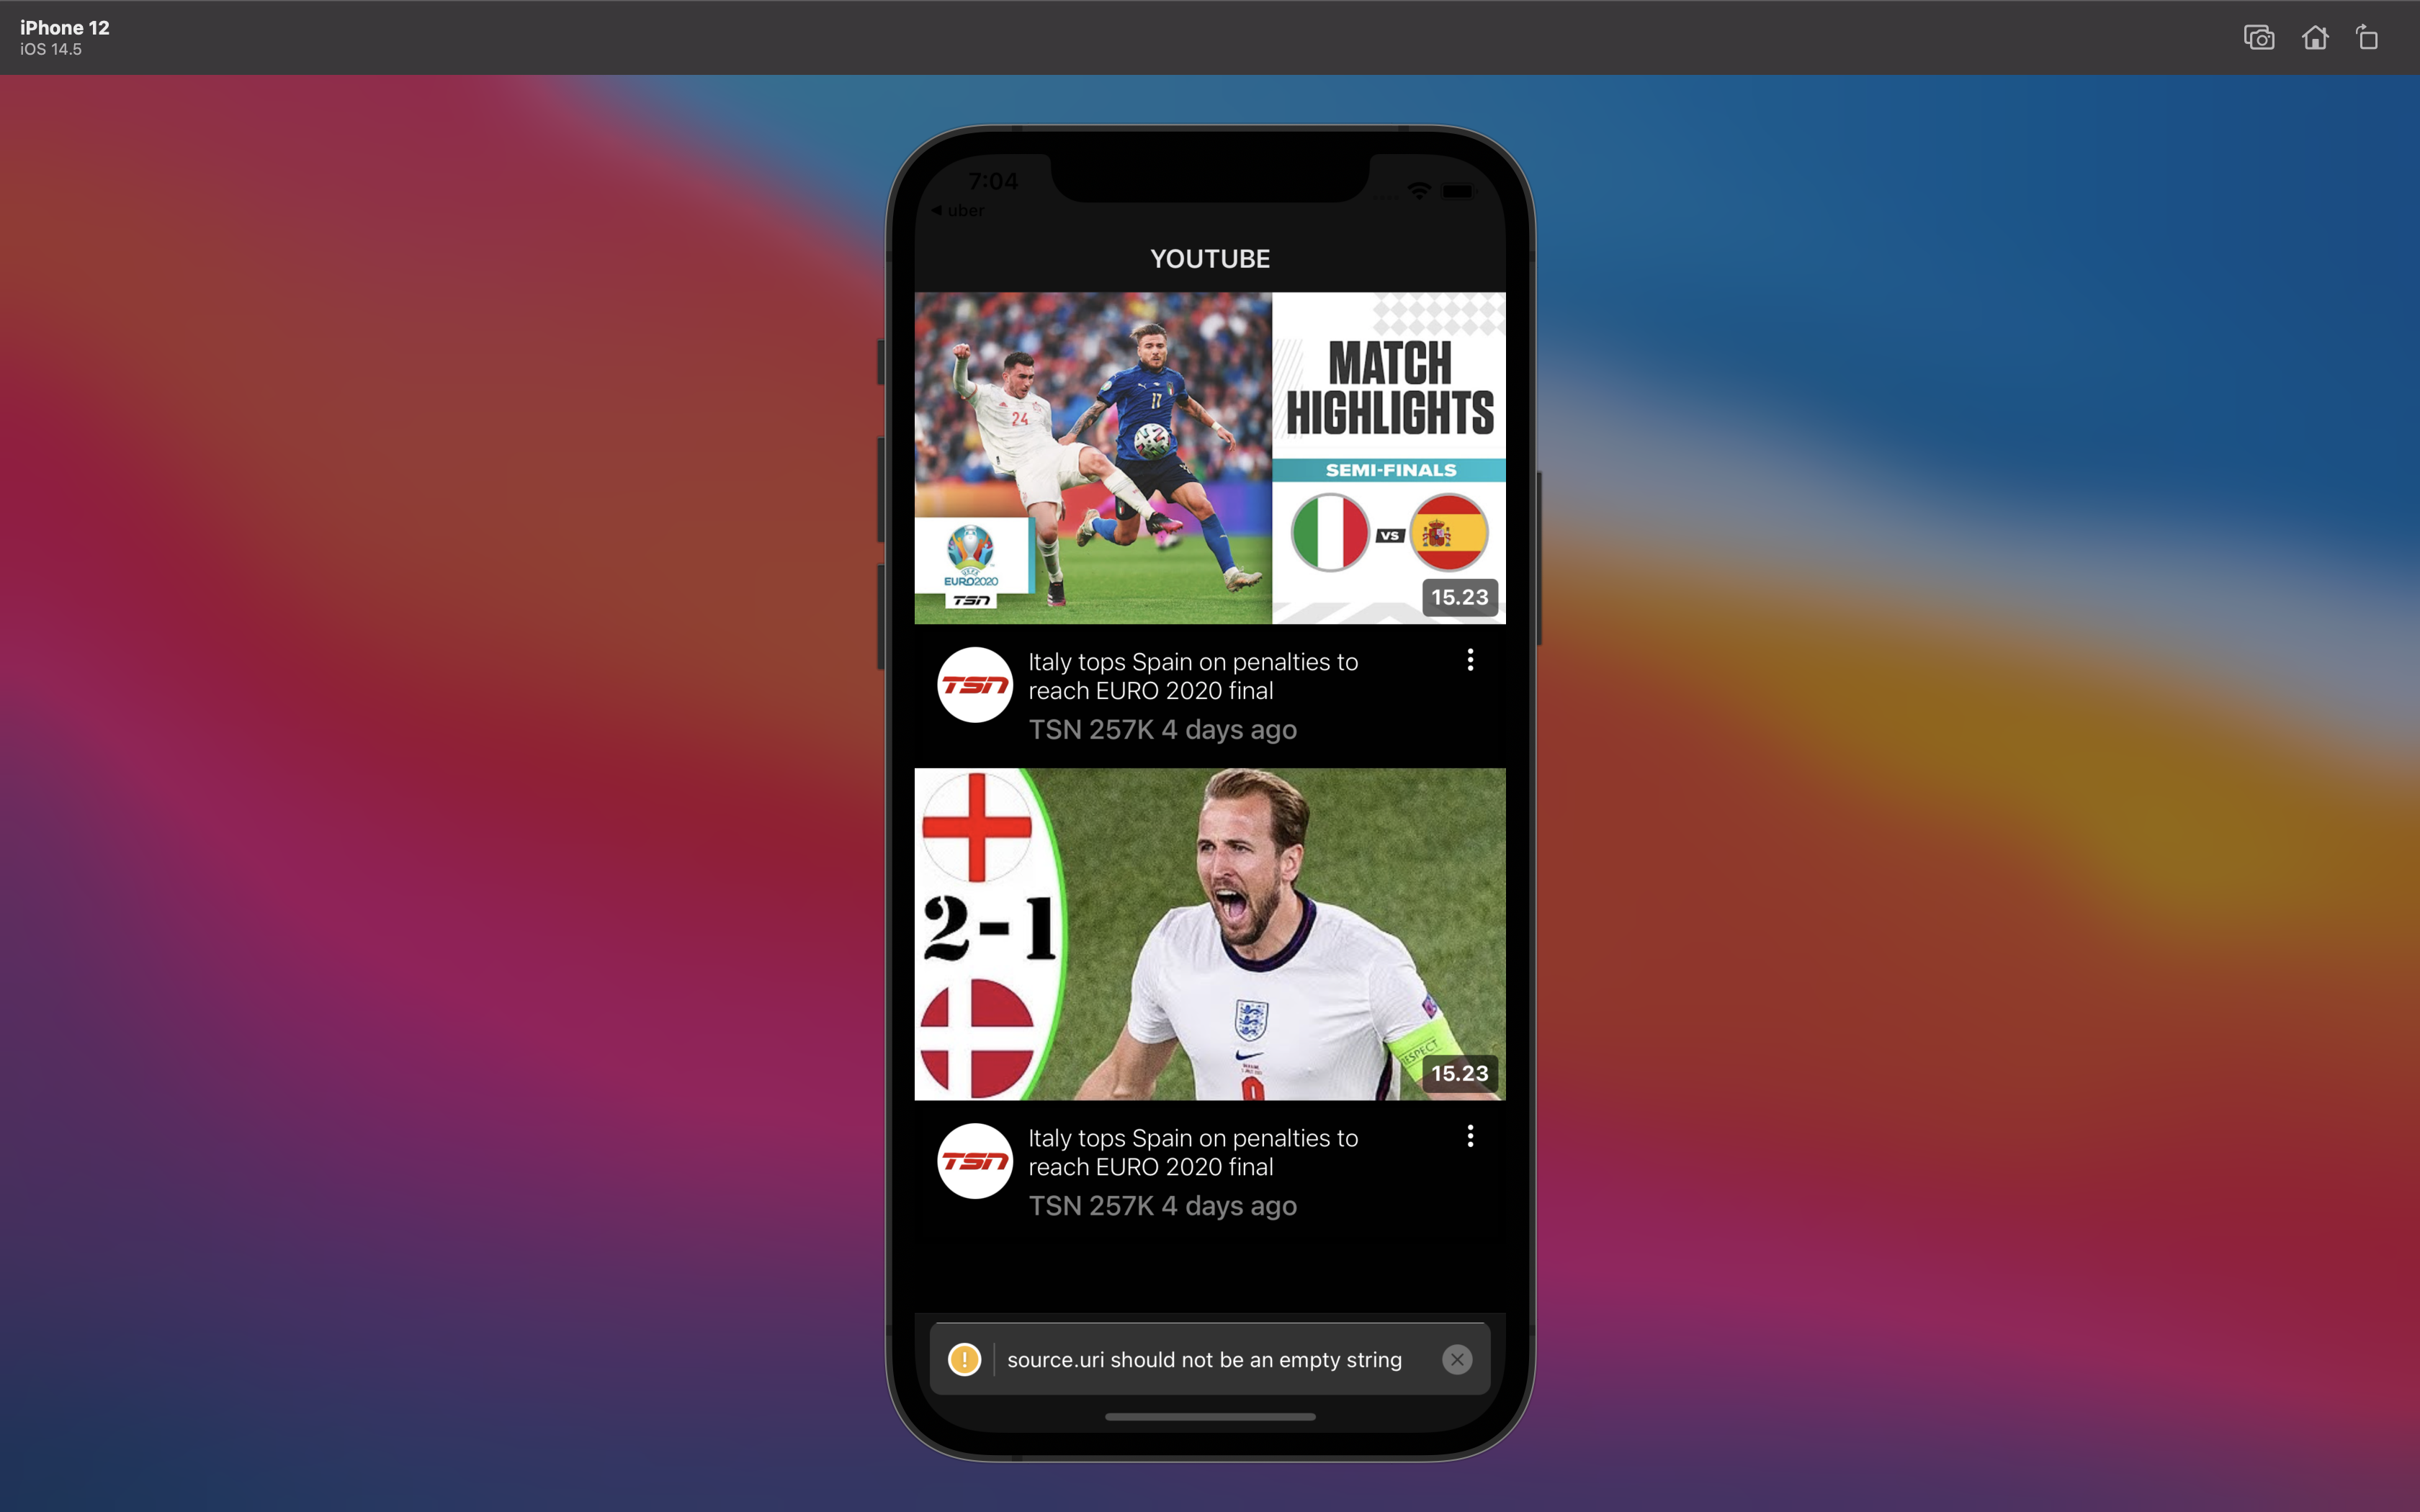 iPhone 12
iOS 14.5
7:04
uber
YOUTUBE
MATCH
HIGHLIGHTS
SEMI-FINALS
VS
24
17
UEFA
EURO2020
TSN
15.23
TSN
Italy tops Spain on penalties to
reach EURO 2020 final
TSN 257K 4 days ago
2-1
RESPECT
15.23
TSN
Italy tops Spain on penalties to
reach EURO 2020 final
TSN 257K 4 days ago
! source.uri should not be an empty string